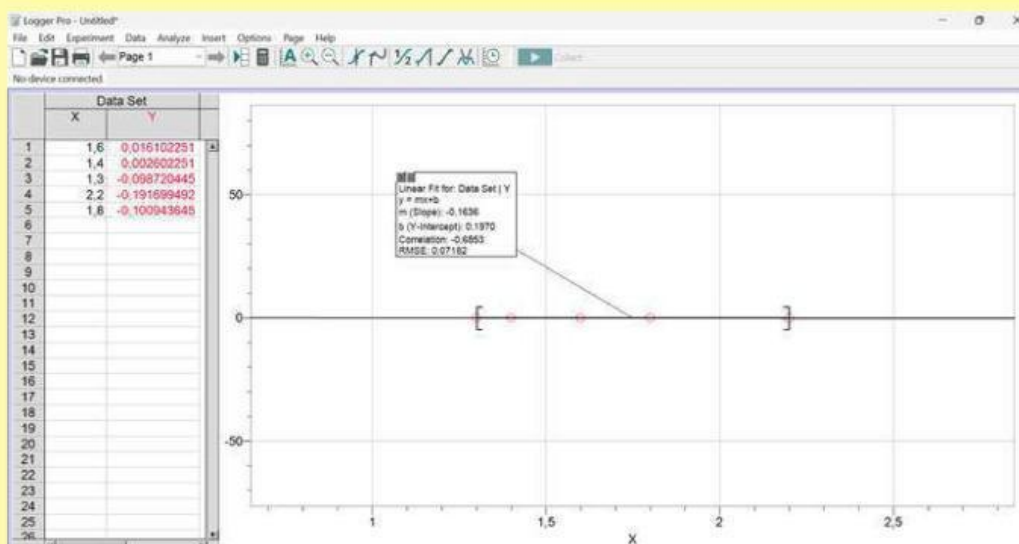 Logger Pro - Untitled*
File Edit Experiment Data Analyze Insert Options Page Help
Page 1
Collect
No device connected.
Data Set
X Y
1 1,6 0,016102251
2 1,4 0,002602251
3 1,3 -0,098720445
4 2,2 -0,191699492
5 1,8 -0,100943645
6
7
8
9
10
11
12
13
14
15
16
17
18
19
20
21
22
23
24
25
26
Linear Fit for: Data Set | Y
y = mx+b
m (Slope): -0,1636
b (Y-Intercept): 0,1970
Correlation: -0,6853
RMSE: 0,07162
50
0
-50
1 1,5 2 2,5
X